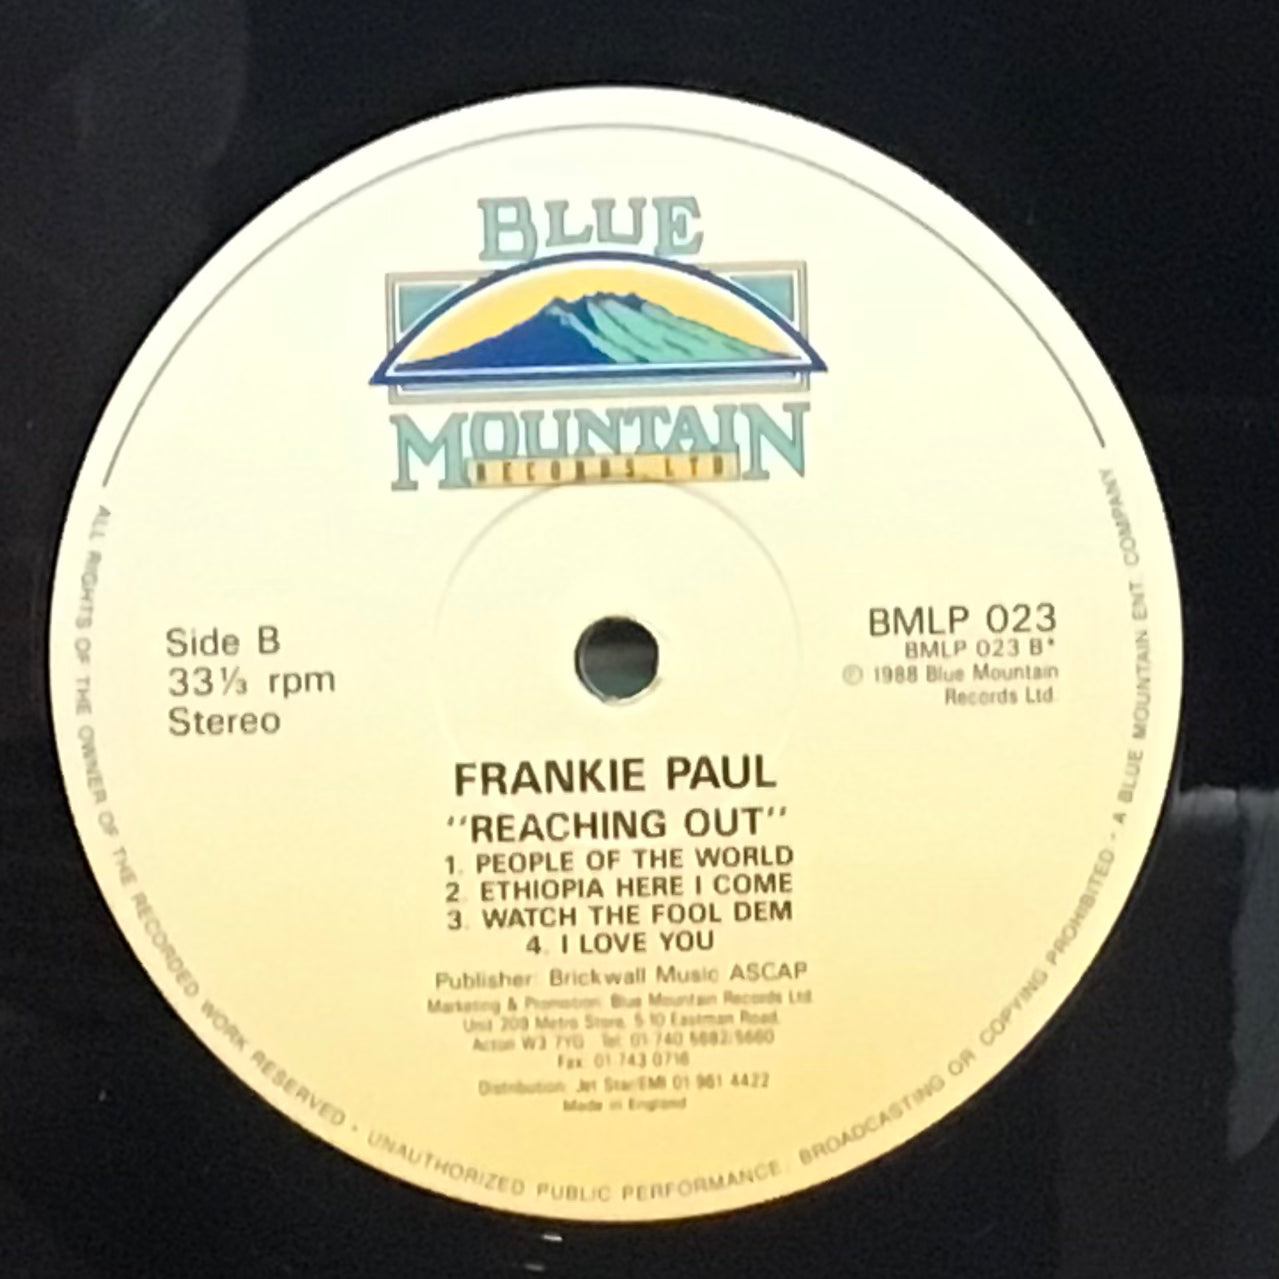 BLUE
MOUNTAIN
RECORDS LTD
Side B
33⅓ rpm
Stereo
BMLP 023
BMLP 023 B*
℗ 1988 Blue Mountain
Records Ltd.
FRANKIE PAUL
"REACHING OUT"
1. PEOPLE OF THE WORLD
2. ETHIOPIA HERE I COME
3. WATCH THE FOOL DEM
4. I LOVE YOU
Publisher: Brickwall Music ASCAP
Marketing & Promotion: Blue Mountain Records Ltd.
Unit 209 Metro Store, 5-10 Eastman Road,
Acton W3 7YG Tel: 01-740 5682/5660
Fax: 01-743 0716
Distribution: Jet Star/EMI 01 961 4422
Made in England
ALL RIGHTS OF THE OWNER OF THE RECORDED WORK RESERVED · UNAUTHORIZED PUBLIC PERFORMANCE, BROADCASTING OR COPYING PROHIBITED · A BLUE MOUNTAIN ENT. COMPANY